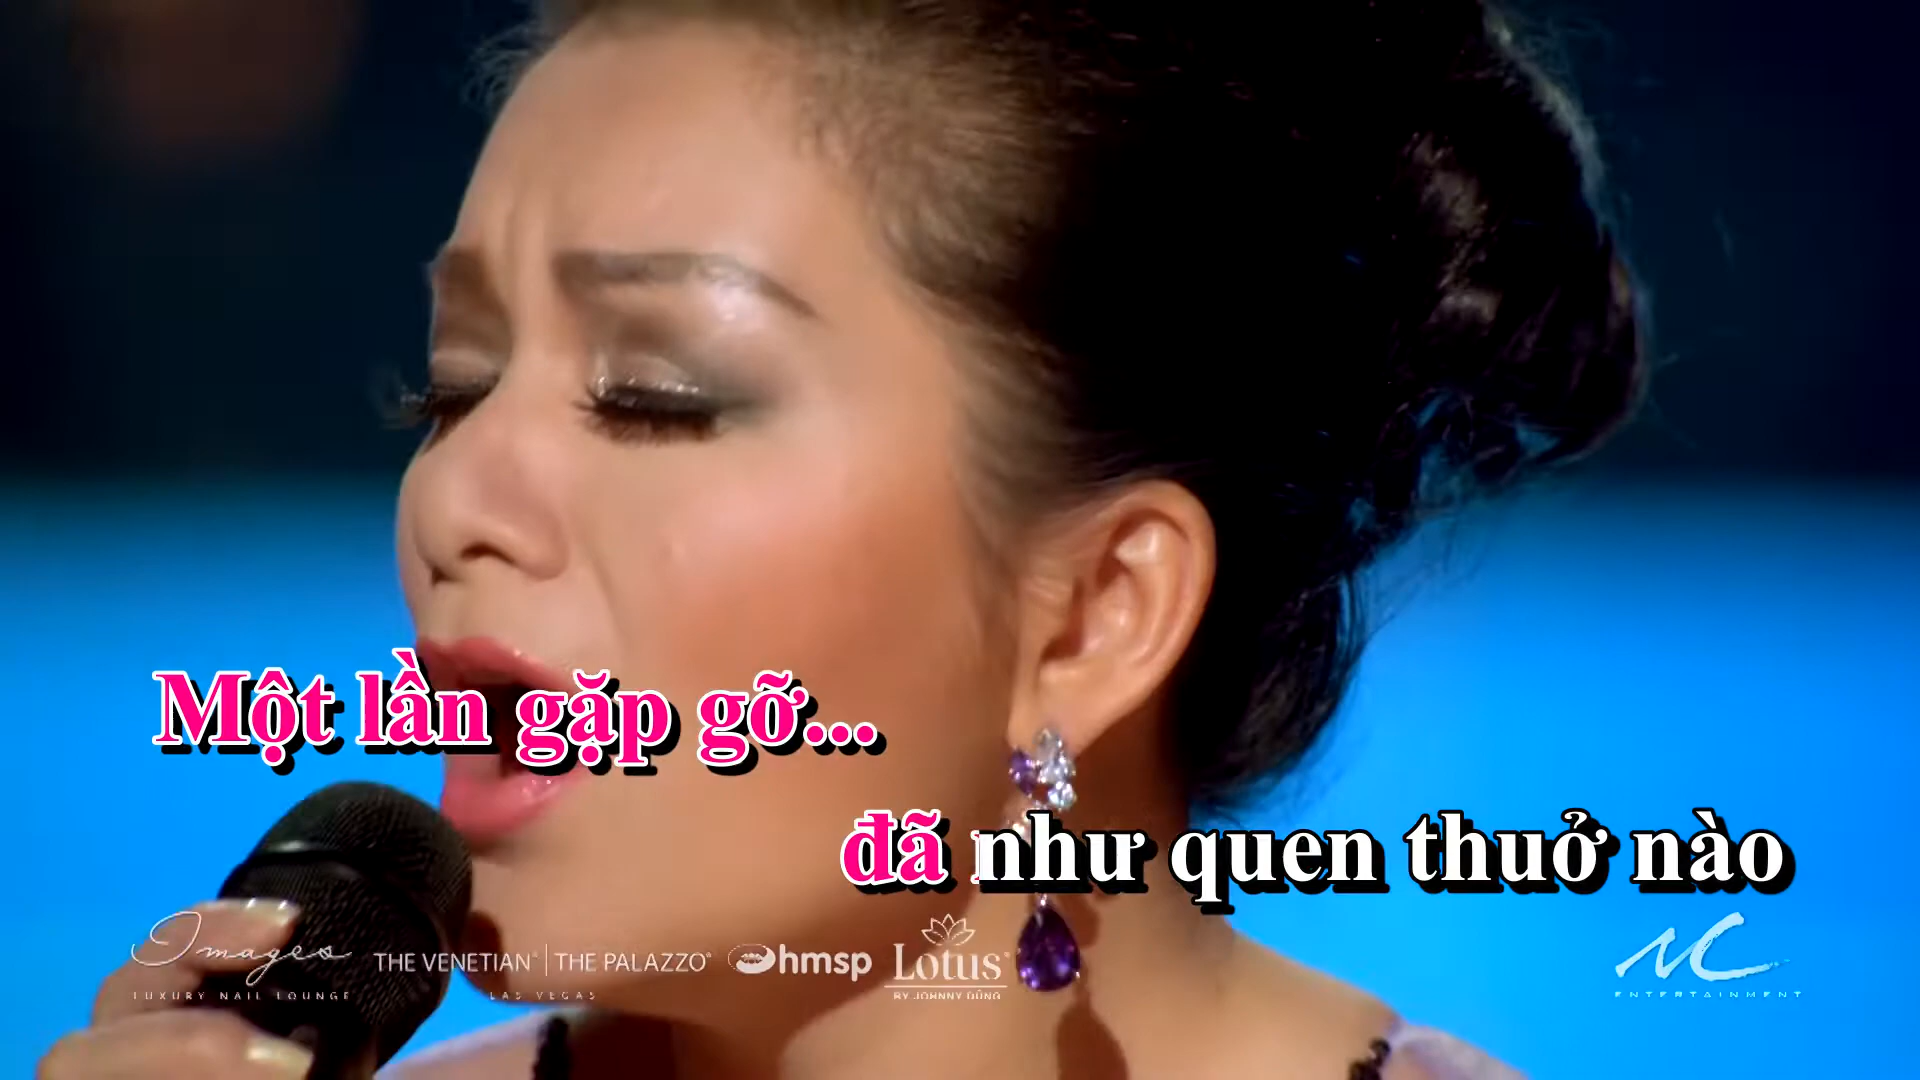 Một lần gặp gỡ...
đã như quen thuở nào
Images
LUXURY NAIL LOUNGE
THE VENETIAN | THE PALAZZO
LAS VEGAS
hmsp
Lotus
BY JOHNNY DŨNG
MC
ENTERTAINMENT